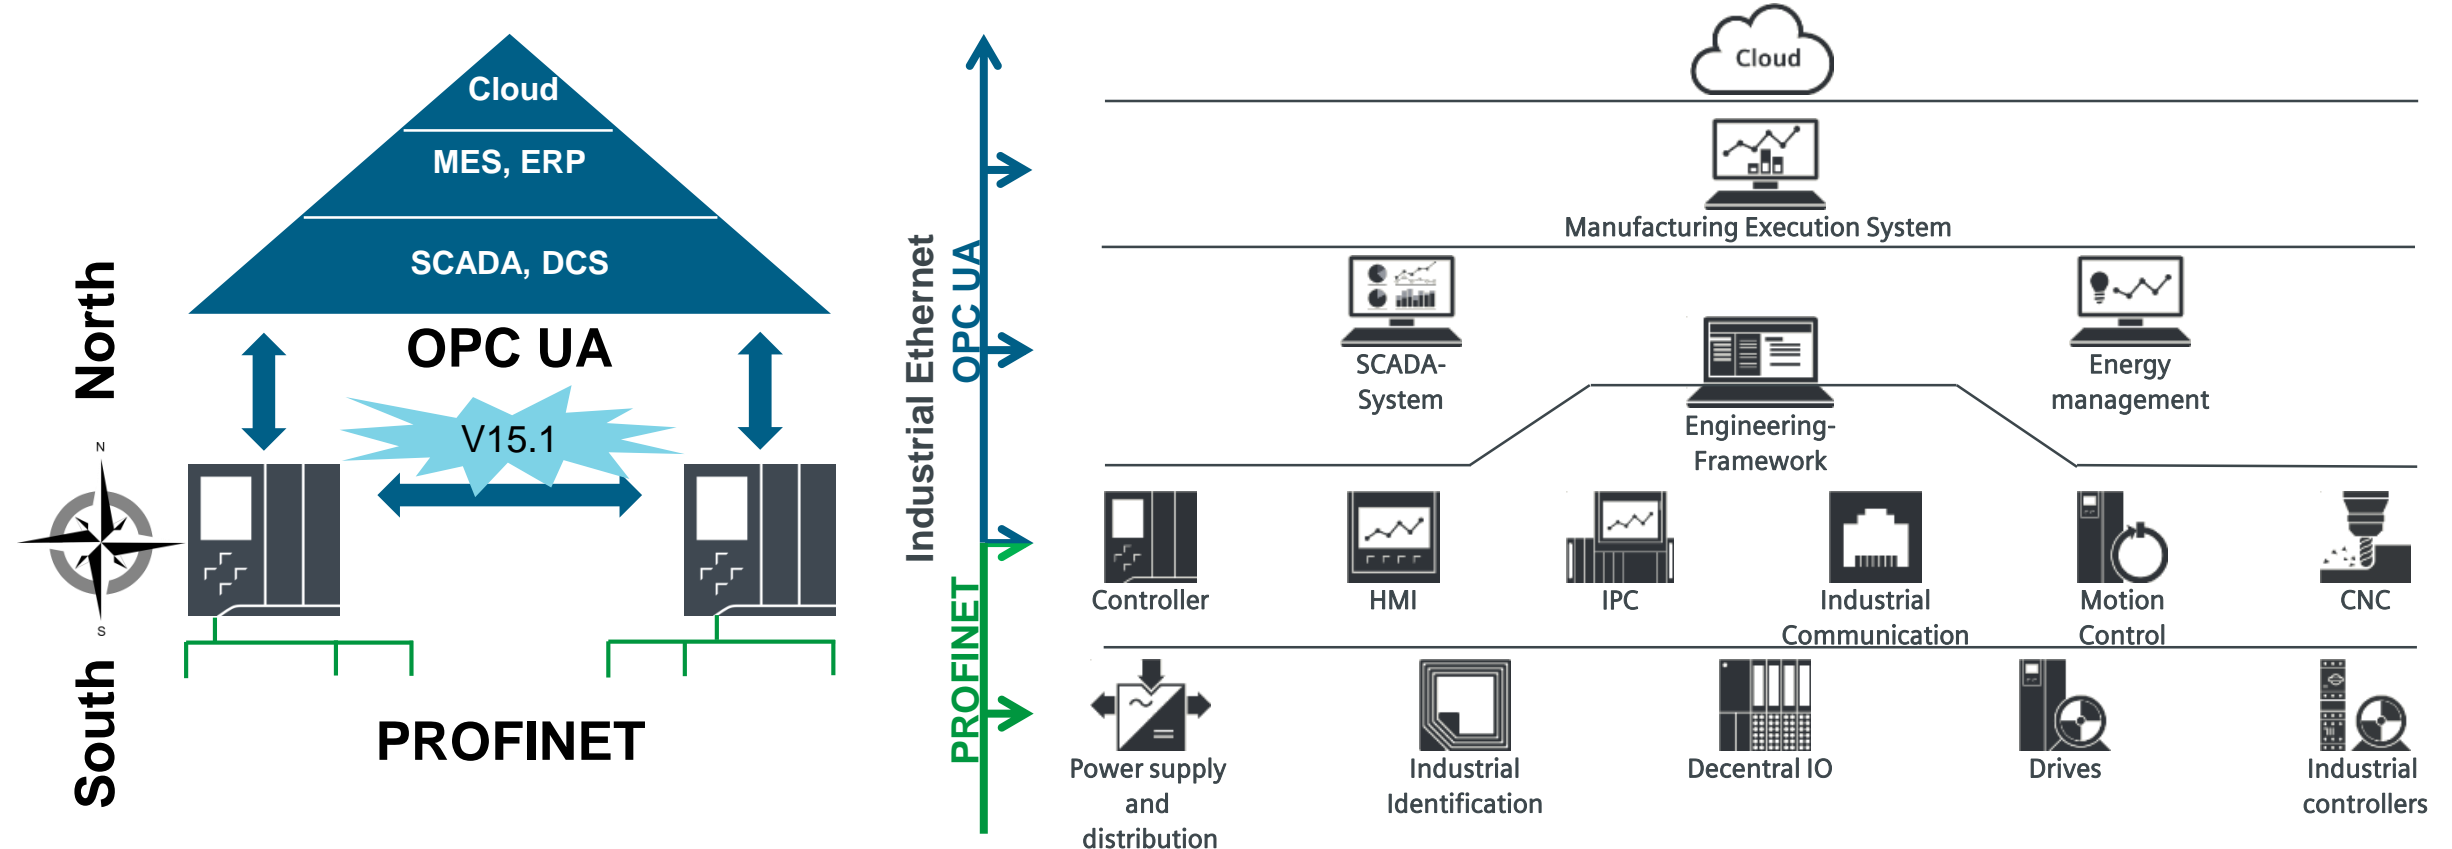 Cloud
MES, ERP
SCADA, DCS
North
OPC UA
V15.1
N
S
South
PROFINET
Industrial Ethernet
OPC UA
PROFINET
Cloud
Manufacturing Execution System
SCADA-
System
Engineering-
Framework
Energy
management
Controller
HMI
IPC
Industrial
Communication
Motion
Control
CNC
Power supply
and
distribution
Industrial
Identification
Decentral IO
Drives
Industrial
controllers